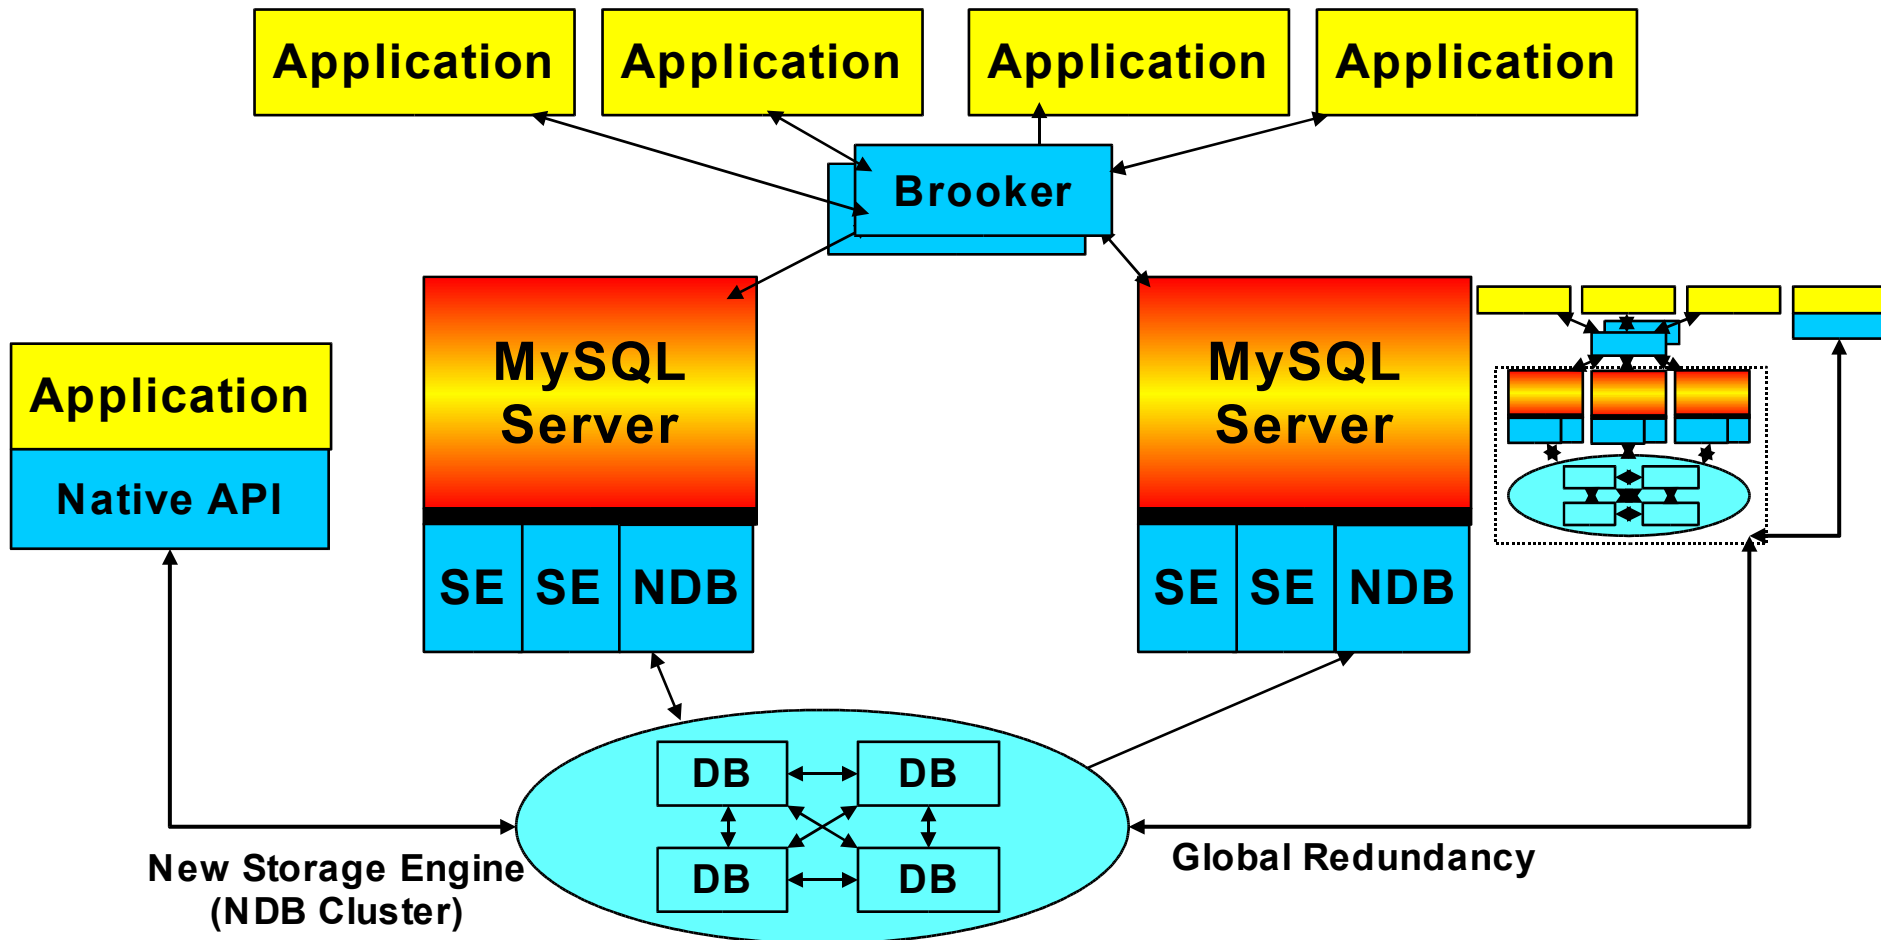 Application
Application
Application
Application
Brooker
MySQL
Server
MySQL
Server
Application
Native API
SE
SE
NDB
SE
SE
NDB
DB
DB
DB
DB
New Storage Engine
(NDB Cluster)
Global Redundancy